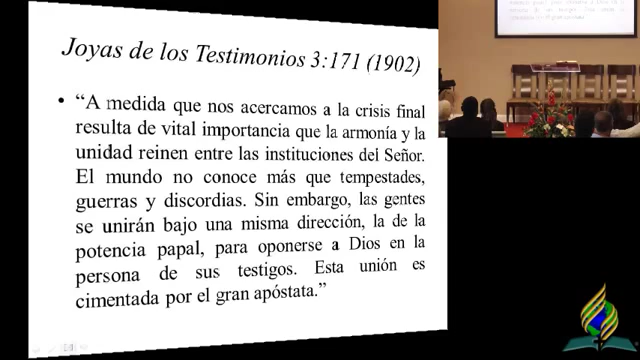 Joyas de los Testimonios 3:171 (1902)
• “A medida que nos acercamos a la crisis final
resulta de vital importancia que la armonía y la
unidad reinen entre las instituciones del Señor.
El mundo no conoce más que tempestades,
guerras y discordias. Sin embargo, las gentes
se unirán bajo una misma dirección, la de la
potencia papal, para oponerse a Dios en la
persona de sus testigos. Esta unión es
cimentada por el gran apóstata.”